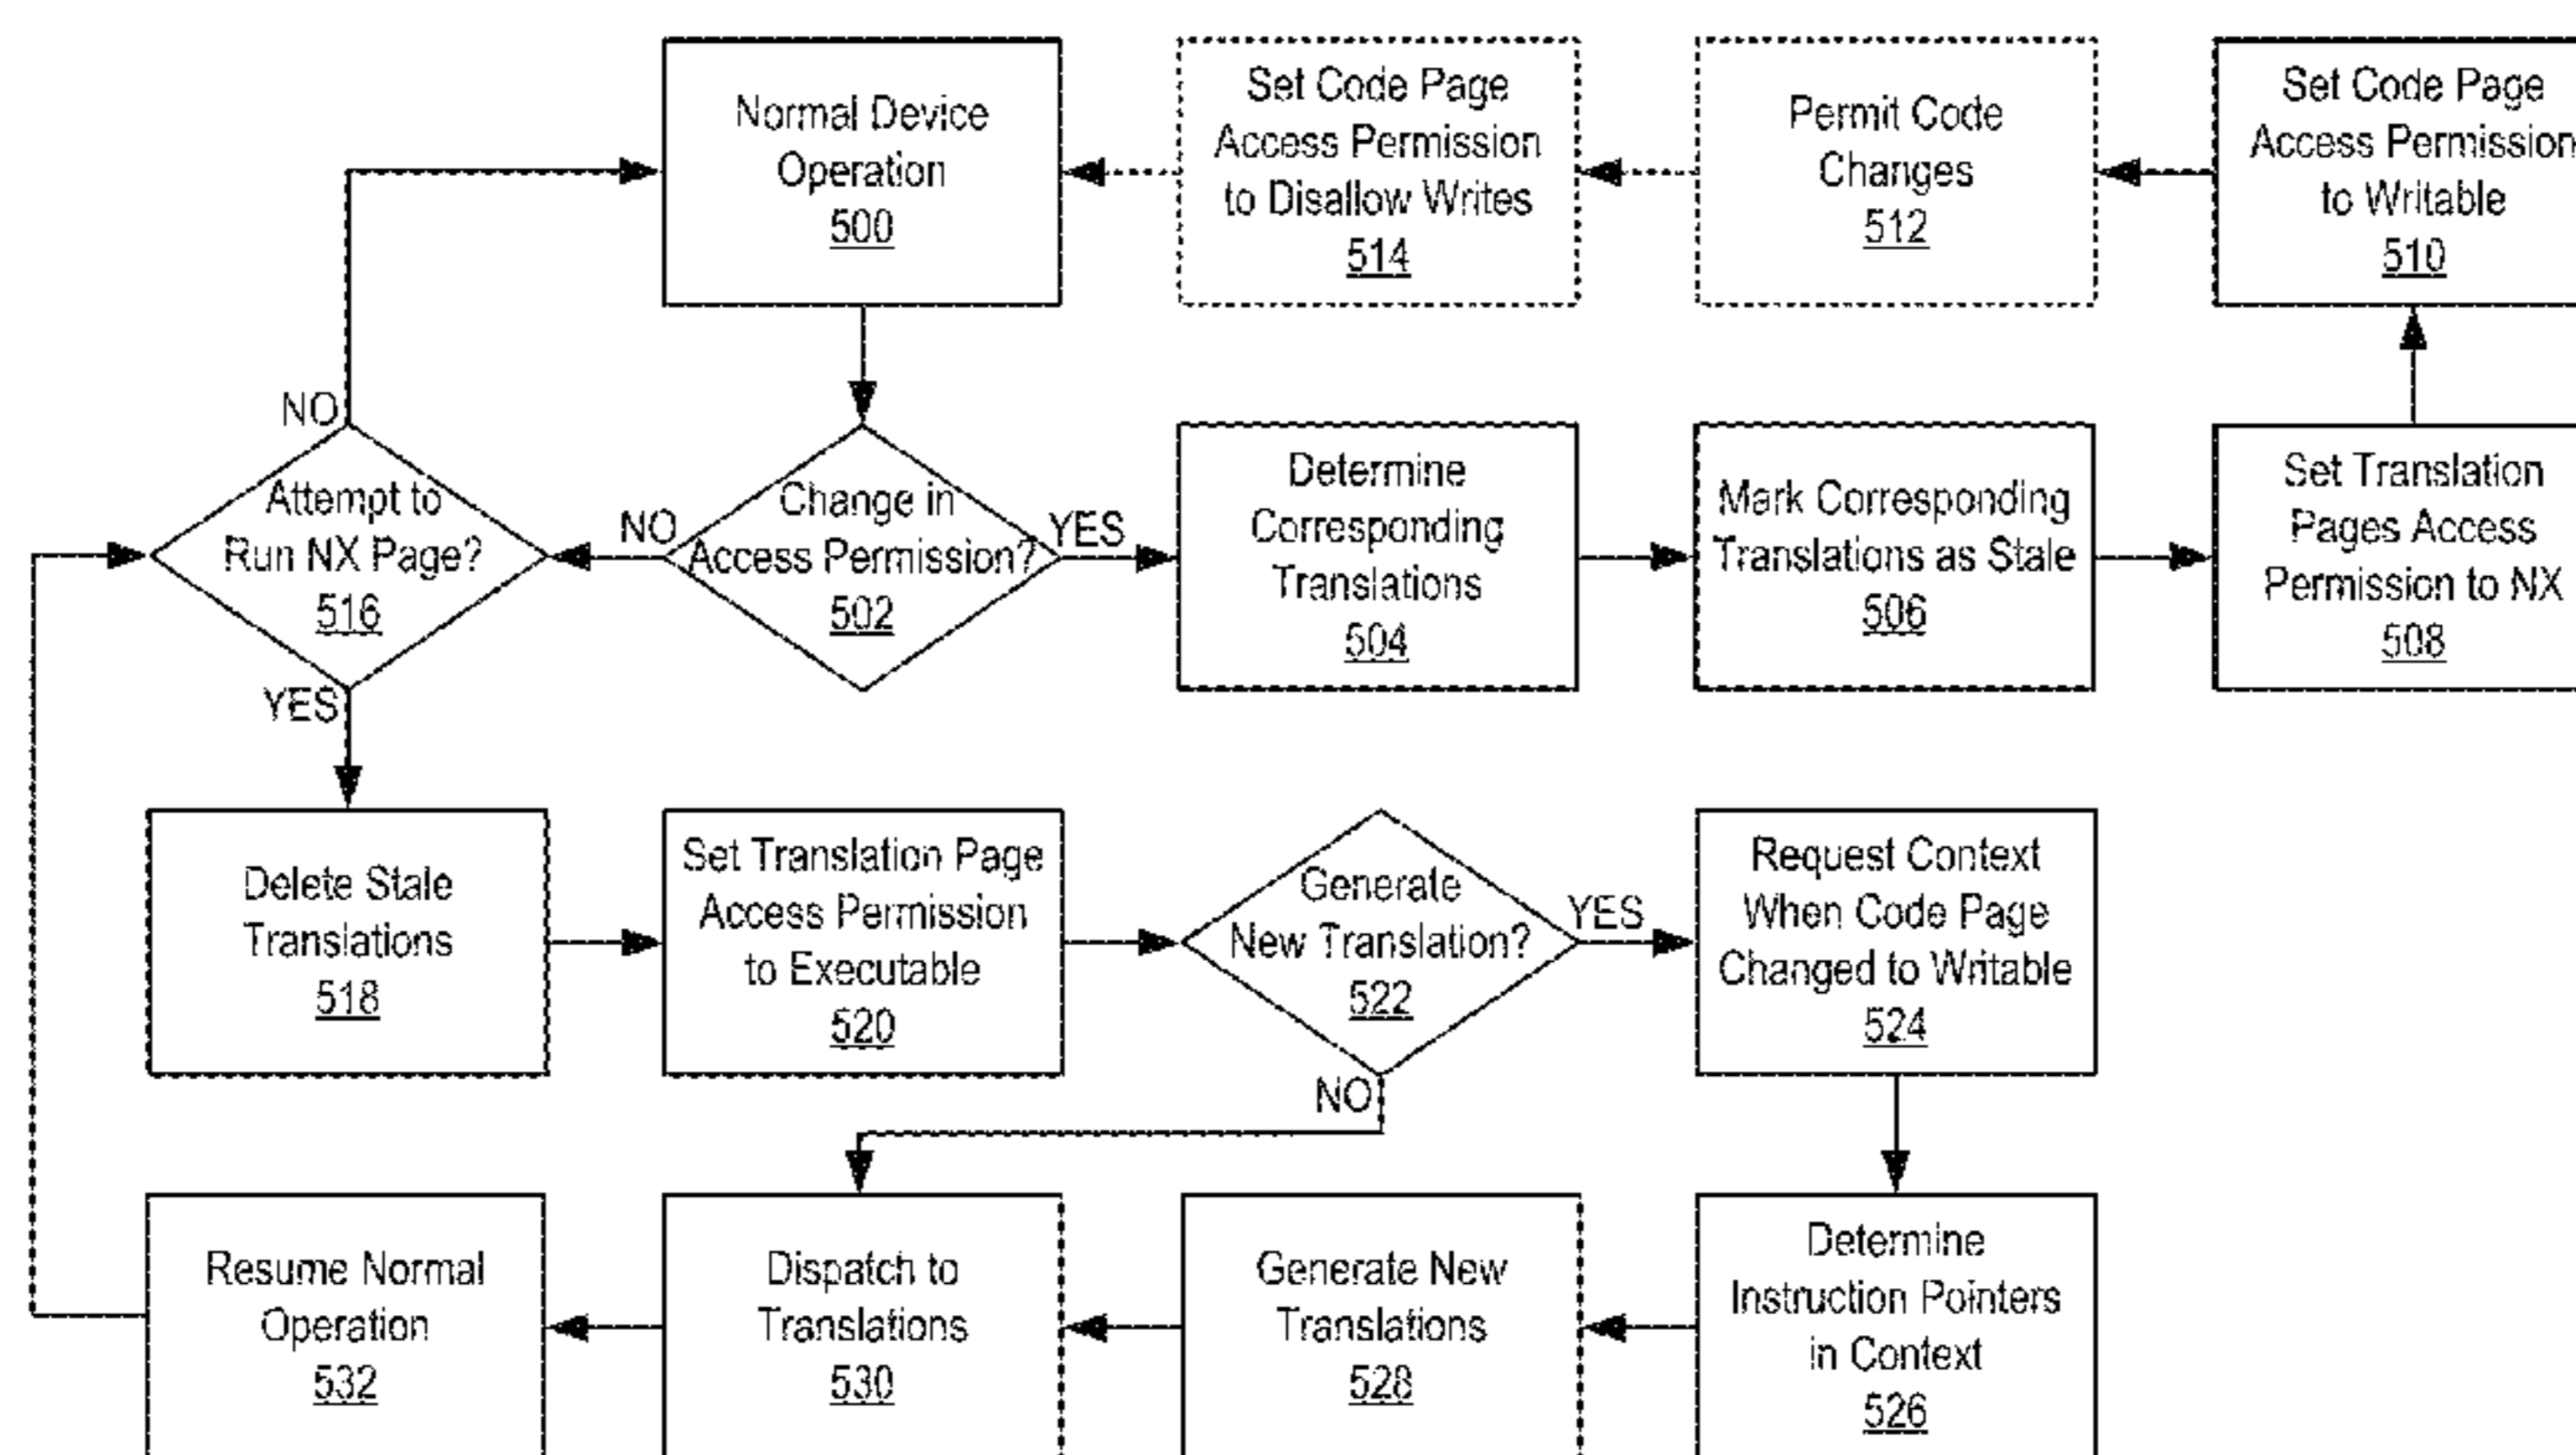 Normal Device
Operation
500
Set Code Page
Access Permission
to Disallow Writes
514
Permit Code
Changes
512
Set Code Page
Access Permission
to Writable
510
NO
Attempt to
Run NX Page?
516
YES
NO
Change in
Access Permission?
502
YES
Determine
Corresponding
Translations
504
Mark Corresponding
Translations as Stale
506
Set Translation
Pages Access
Permission to NX
508
Delete Stale
Translations
518
Set Translation Page
Access Permission
to Executable
520
Generate
New Translation?
522
YES
NO
Request Context
When Code Page
Changed to Writable
524
Resume Normal
Operation
532
Dispatch to
Translations
530
Generate New
Translations
528
Determine
Instruction Pointers
in Context
526